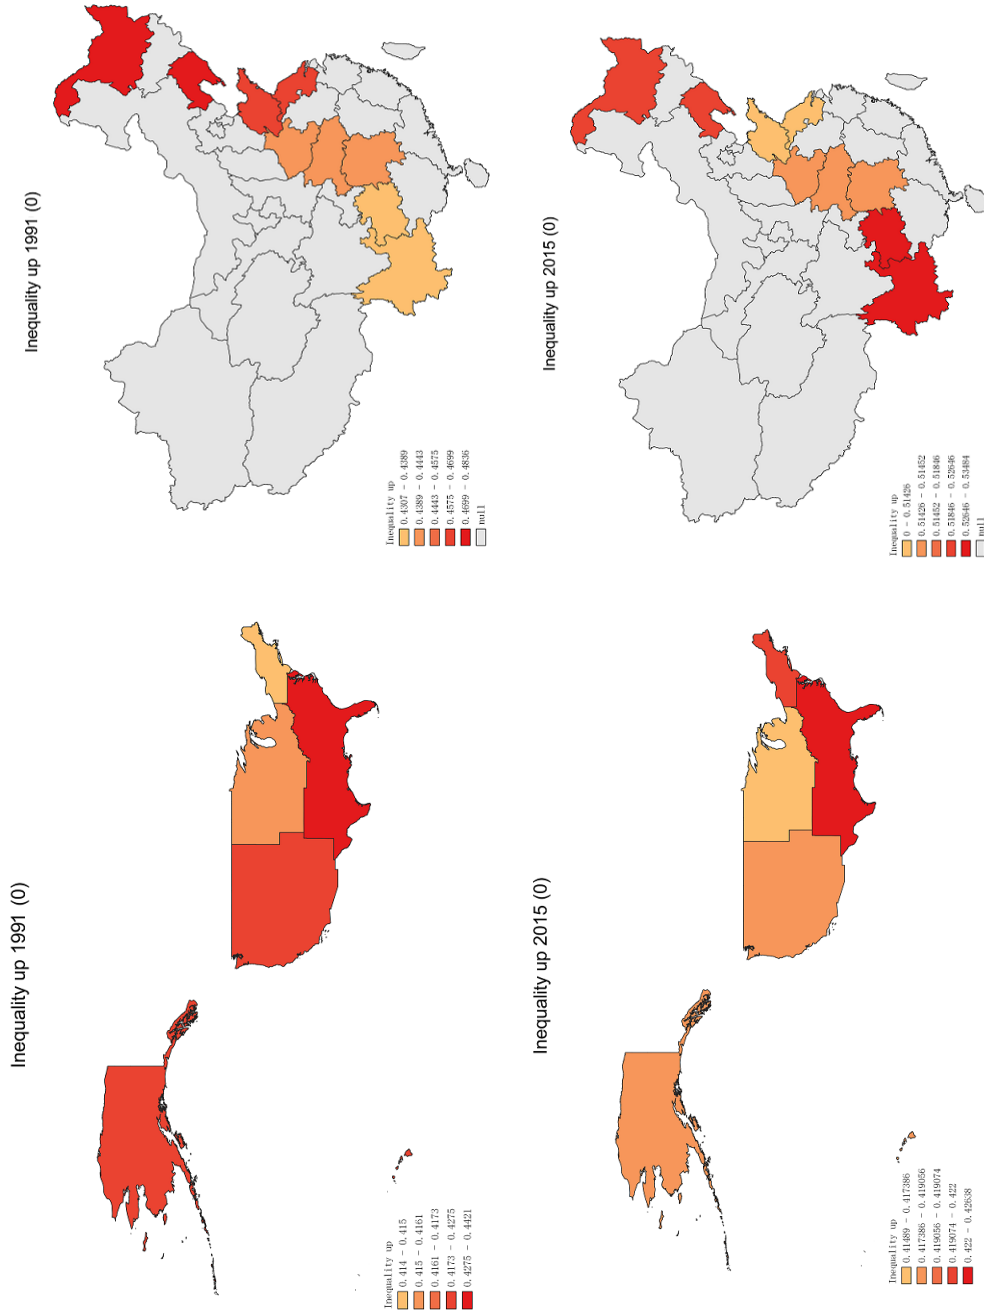 Inequality up 1991 (0)
Inequality up
0.4307 - 0.4389
0.4389 - 0.4443
0.4443 - 0.4575
0.4575 - 0.4699
0.4699 - 0.4836
null
Inequality up 2015 (0)
Inequality up
0 - 0.51426
0.51426 - 0.51452
0.51452 - 0.51846
0.51846 - 0.52646
0.52646 - 0.53484
null
Inequality up 1991 (0)
Inequality up
0.414 - 0.415
0.415 - 0.4161
0.4161 - 0.4173
0.4173 - 0.4275
0.4275 - 0.4421
Inequality up 2015 (0)
Inequality up
0.41489 - 0.417386
0.417386 - 0.419056
0.419056 - 0.419074
0.419074 - 0.422
0.422 - 0.42638